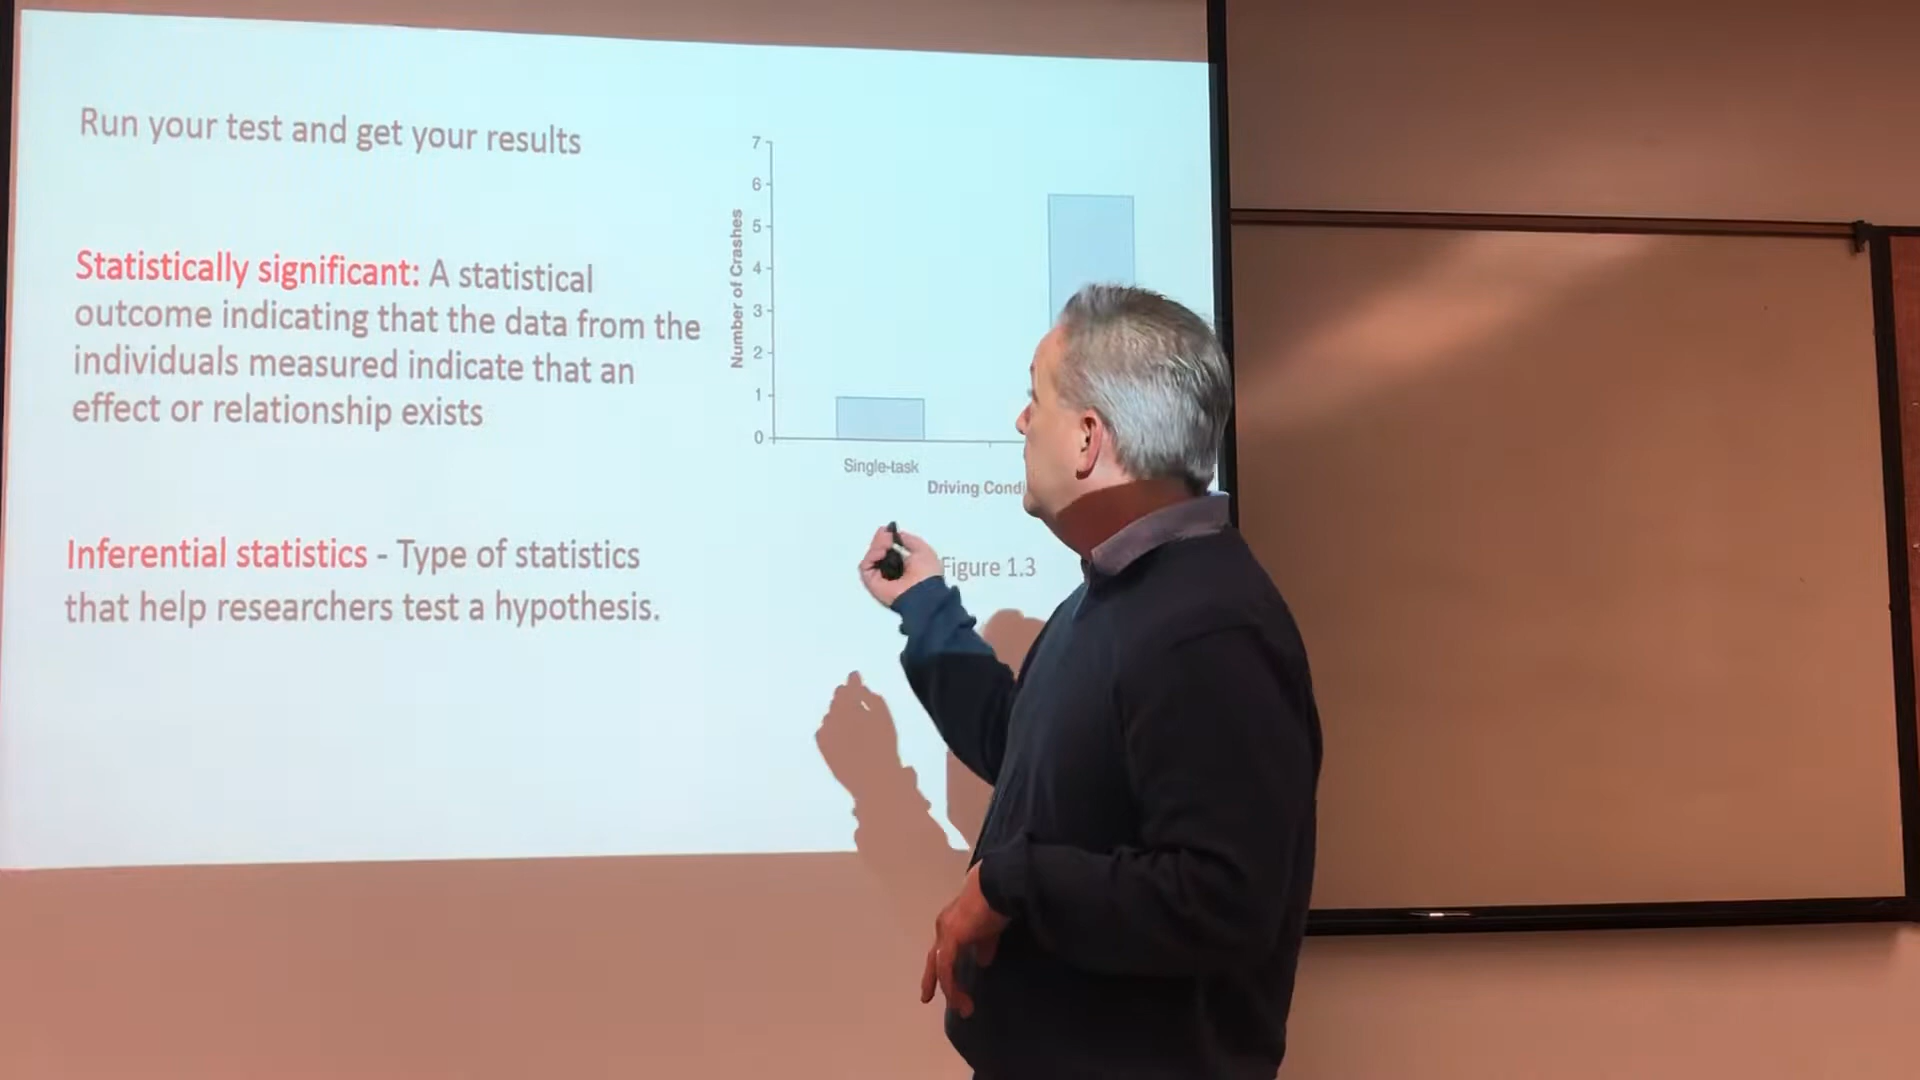 Run your test and get your results
Statistically significant: A statistical
outcome indicating that the data from the
individuals measured indicate that an
effect or relationship exists
Inferential statistics - Type of statistics
that help researchers test a hypothesis.
7
6
5
4
3
2
1
0
Number of Crashes
Single-task
Driving Condi
Figure 1.3